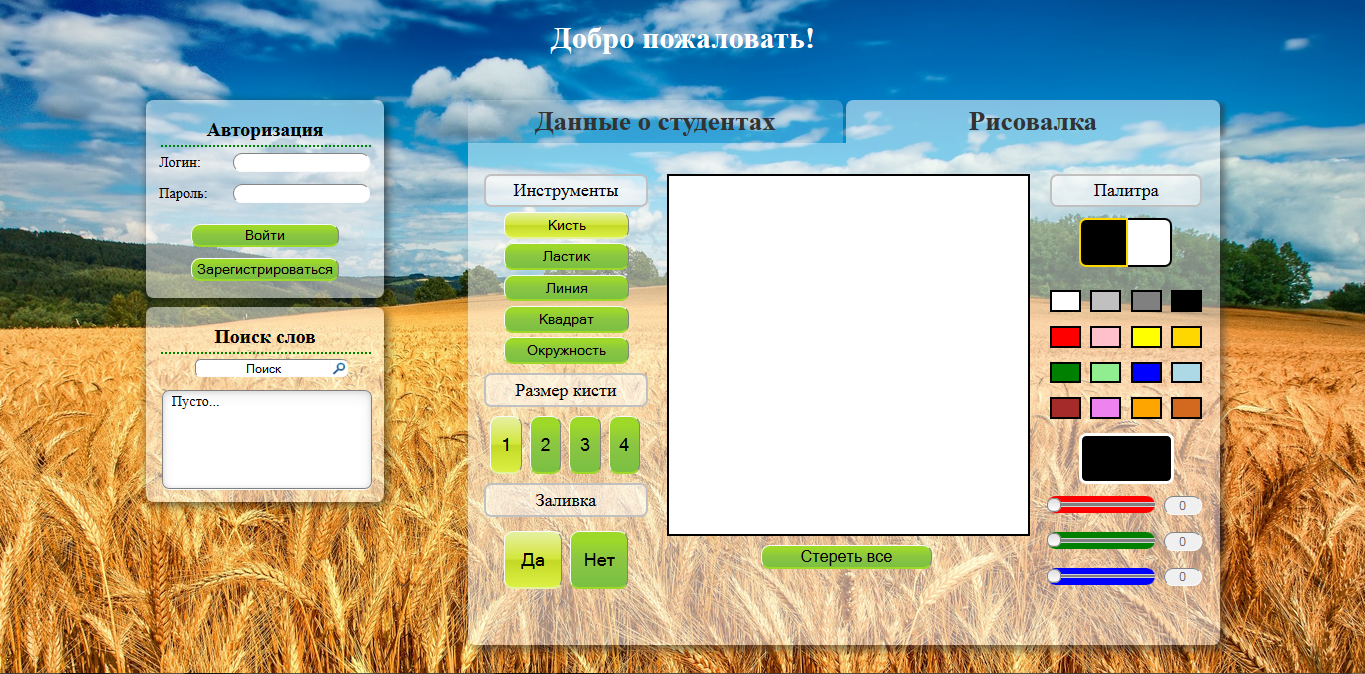 Добро пожаловать!
Авторизация
Логин:
Пароль:
Войти
Зарегистрироваться
Поиск слов
Поиск
Пусто...
Данные о студентах
Рисовалка
Инструменты
Кисть
Ластик
Линия
Квадрат
Окружность
Размер кисти
1 2 3 4
Заливка
Да Нет
Стереть все
Палитра
0
0
0